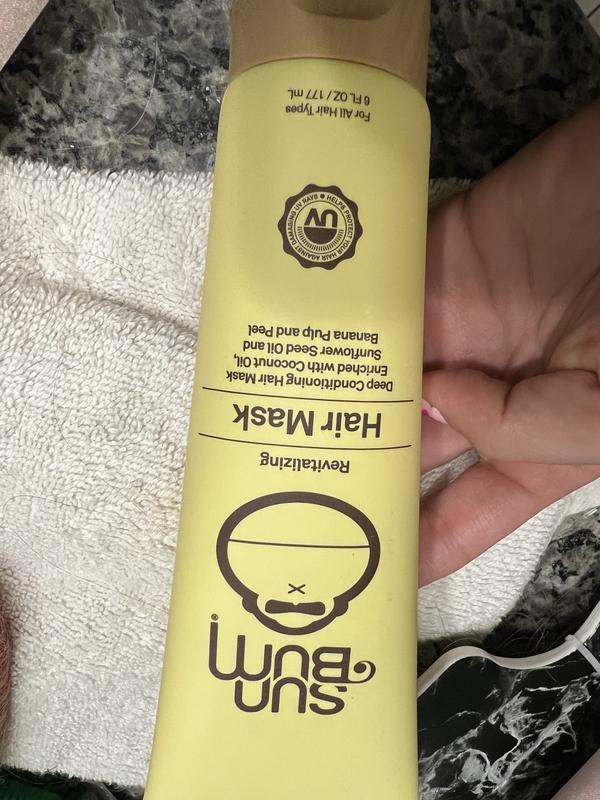 SUN
BUM®
Revitalizing
Hair Mask
Deep Conditioning Hair Mask
Enriched with Coconut Oil,
Sunflower Seed Oil and
Banana Pulp and Peel
HELPS PROTECT YOUR HAIR AGAINST DAMAGING UV RAYS
UV
For All Hair Types
6 FL OZ / 177 mL